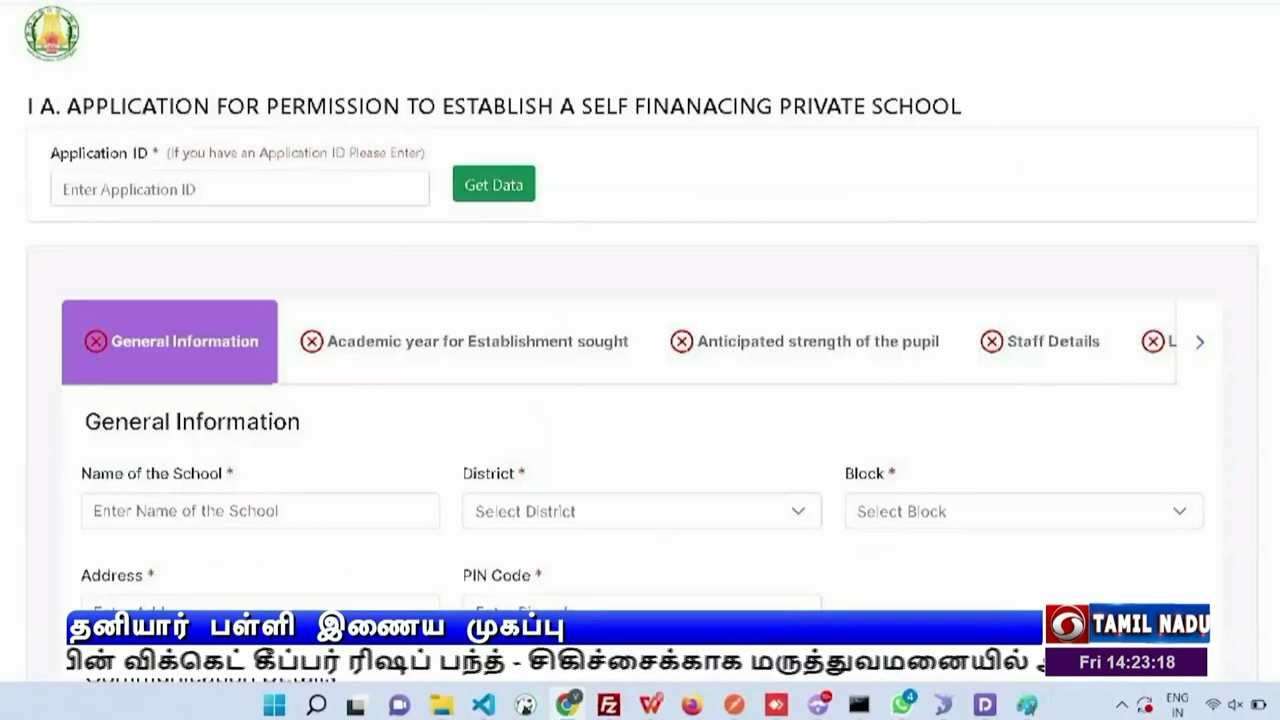 I A. APPLICATION FOR PERMISSION TO ESTABLISH A SELF FINANACING PRIVATE SCHOOL
Application ID * (If you have an Application ID Please Enter)
Enter Application ID
Get Data
General Information
Academic year for Establishment sought
Anticipated strength of the pupil
Staff Details
L
General Information
Name of the School * District * Block *
Enter Name of the School Select District Select Block
Address * PIN Code *
தனியார் பள்ளி இணைய முகப்பு
TAMIL NADU
பின் விக்கெட் கீப்பர் ரிஷப் பந்த் - சிகிச்சைக்காக மருத்துவமனையில்
Fri 14:23:18
ENG
IN